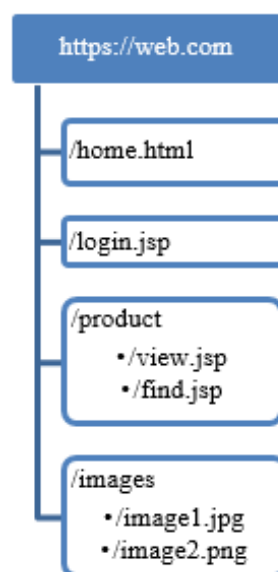 https://web.com
/home.html
/login.jsp
/product
•/view.jsp
•/find.jsp
/images
•/image1.jpg
•/image2.png